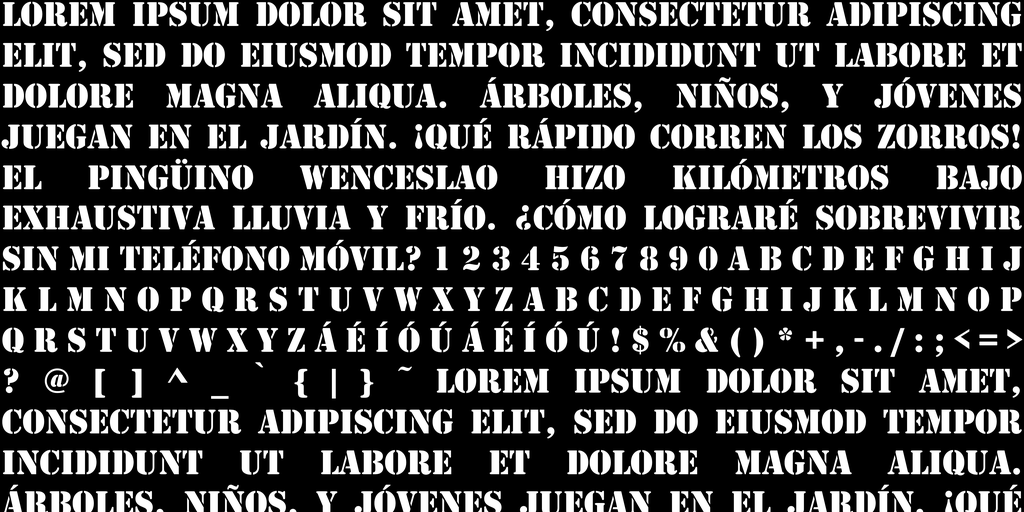 LOREM IPSUM DOLOR SIT AMET, CONSECTETUR ADIPISCING
ELIT, SED DO EIUSMOD TEMPOR INCIDIDUNT UT LABORE ET
DOLORE MAGNA ALIQUA. ÁRBOLES, NIÑOS, Y JÓVENES
JUEGAN EN EL JARDÍN. ¡QUÉ RÁPIDO CORREN LOS ZORROS!
EL PINGÜINO WENCESLAO HIZO KILÓMETROS BAJO
EXHAUSTIVA LLUVIA Y FRÍO. ¿CÓMO LOGRARÉ SOBREVIVIR
SIN MI TELÉFONO MÓVIL? 1 2 3 4 5 6 7 8 9 0 A B C D E F G H I J
K L M N O P Q R S T U V W X Y Z A B C D E F G H I J K L M N O P
Q R S T U V W X Y Z Á É Í Ó Ú Á É Í Ó Ú ! $ % & ( ) * + , - . / : ; < = >
? @ [ ] ^ _ ` { | } ~ LOREM IPSUM DOLOR SIT AMET,
CONSECTETUR ADIPISCING ELIT, SED DO EIUSMOD TEMPOR
INCIDIDUNT UT LABORE ET DOLORE MAGNA ALIQUA.
ÁRBOLES, NIÑOS, Y JÓVENES JUEGAN EN EL JARDÍN. ¡QUÉ